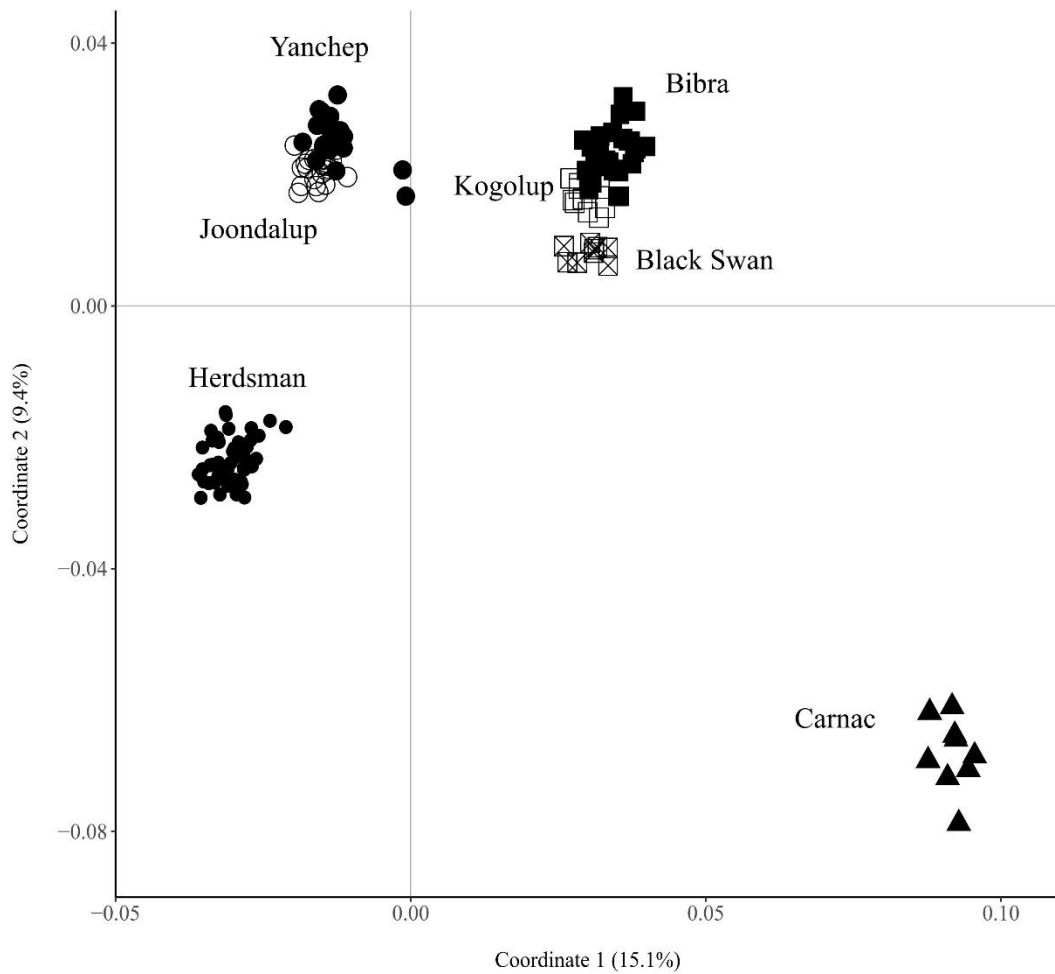 0.04
Yanchep
Bibra
Kogolup
Joondalup
Black Swan
0.00
Herdsman
Coordinate 2 (9.4%)
−0.04
Carnac
−0.08
−0.05
0.00
0.05
0.10
Coordinate 1 (15.1%)